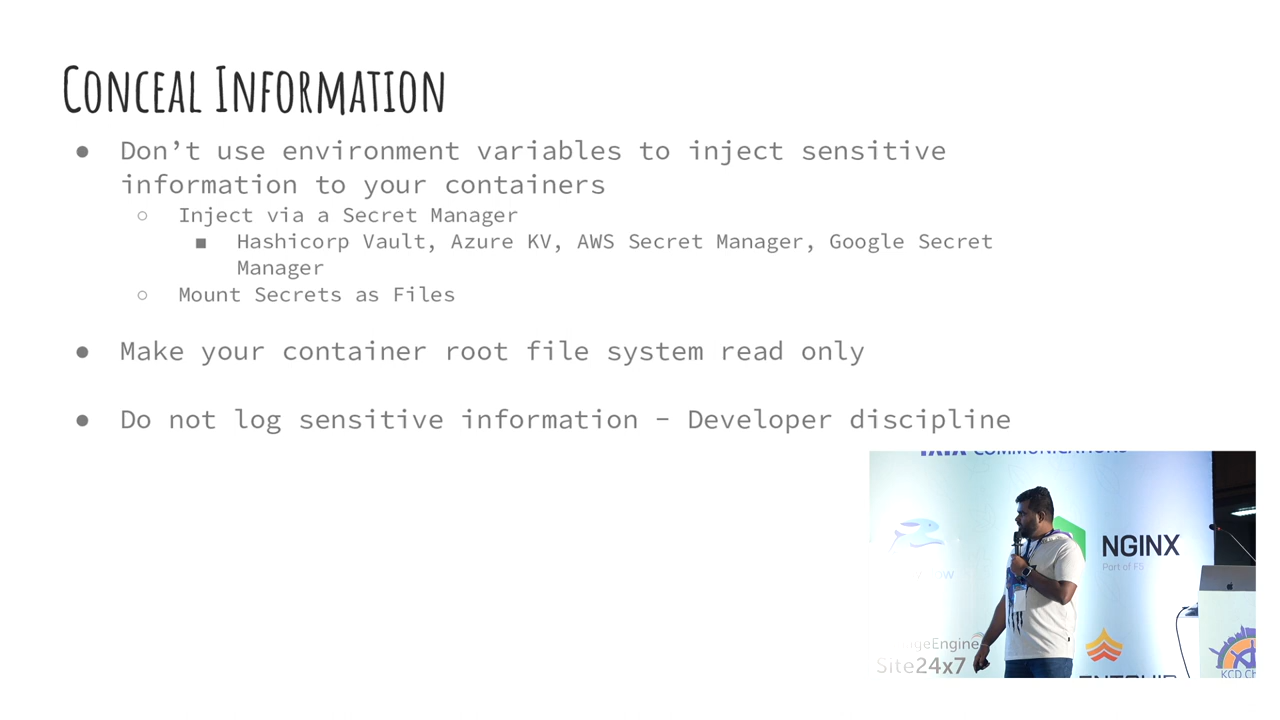 Conceal Information
● Don’t use environment variables to inject sensitive
information to your containers
○ Inject via a Secret Manager
■ Hashicorp Vault, Azure KV, AWS Secret Manager, Google Secret
Manager
○ Mount Secrets as Files
● Make your container root file system read only
● Do not log sensitive information - Developer discipline
COMMUNICATIONS
NGINX
Part of F5
Site24x7
KCD